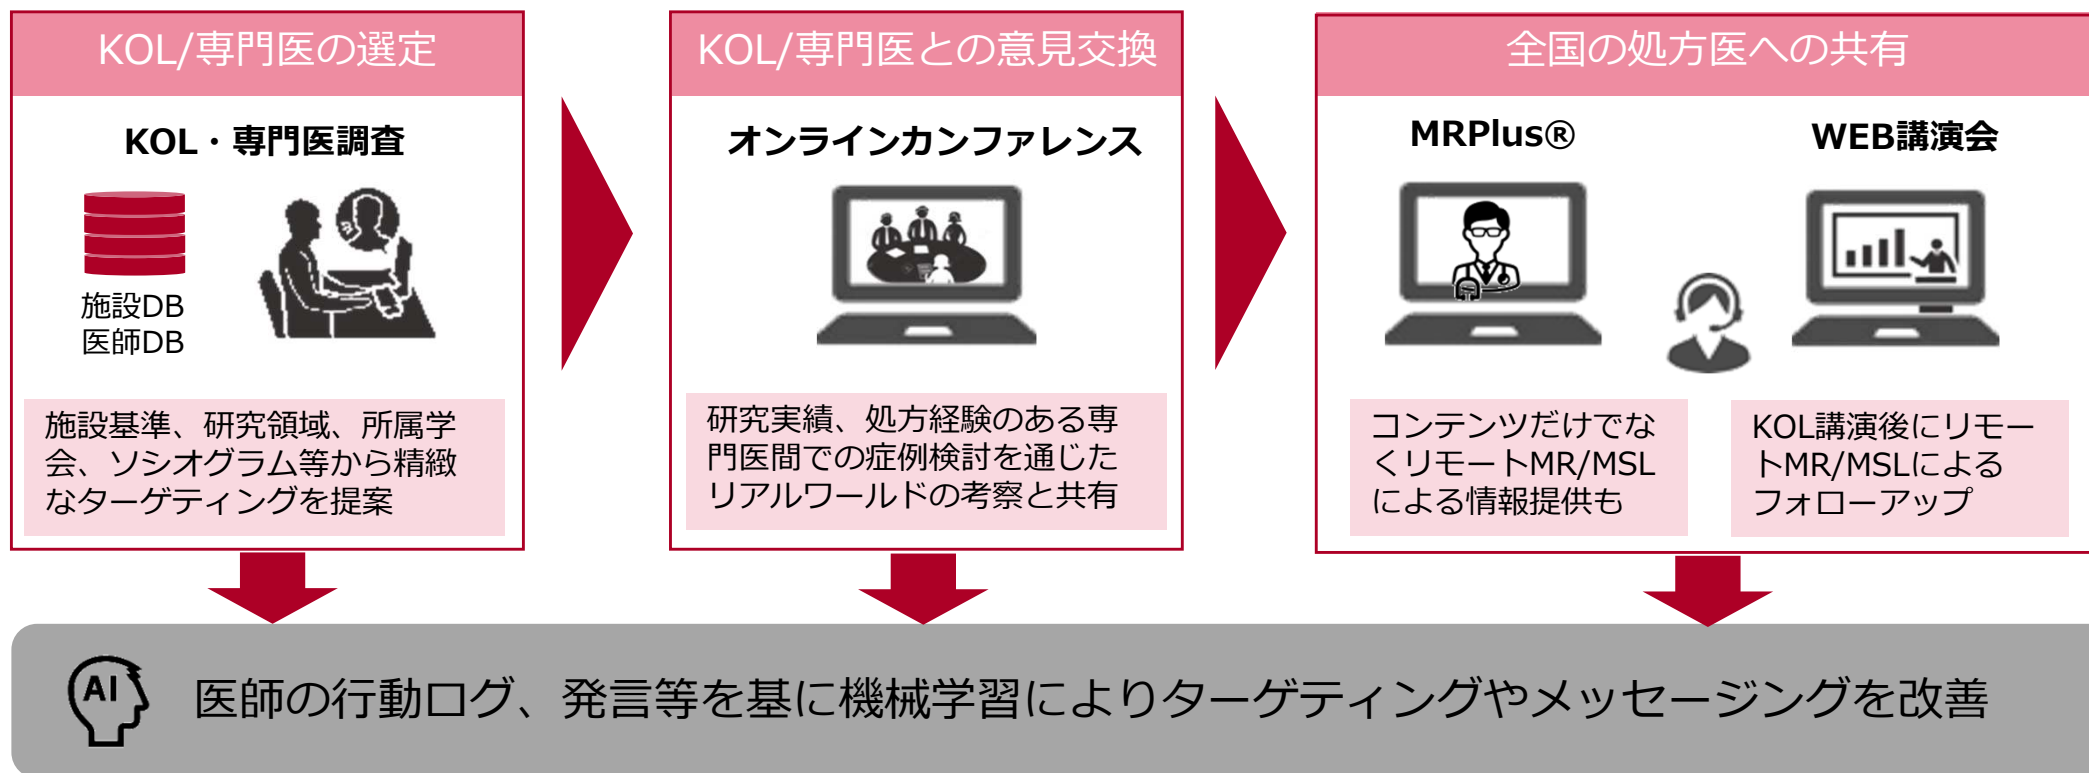 KOL/専門医の選定
KOL・専門医調査
施設DB
医師DB
施設基準、研究領域、所属学
会、ソシオグラム等から精緻
なターゲティングを提案
KOL/専門医との意見交換
オンラインカンファレンス
研究実績、処方経験のある専
門医間での症例検討を通じた
リアルワールドの考察と共有
全国の処方医への共有
MRPlus®
コンテンツだけでな
くリモートMR/MSL
による情報提供も
WEB講演会
KOL講演後にリモー
トMR/MSLによる
フォローアップ
AI
医師の行動ログ、発言等を基に機械学習によりターゲティングやメッセージングを改善